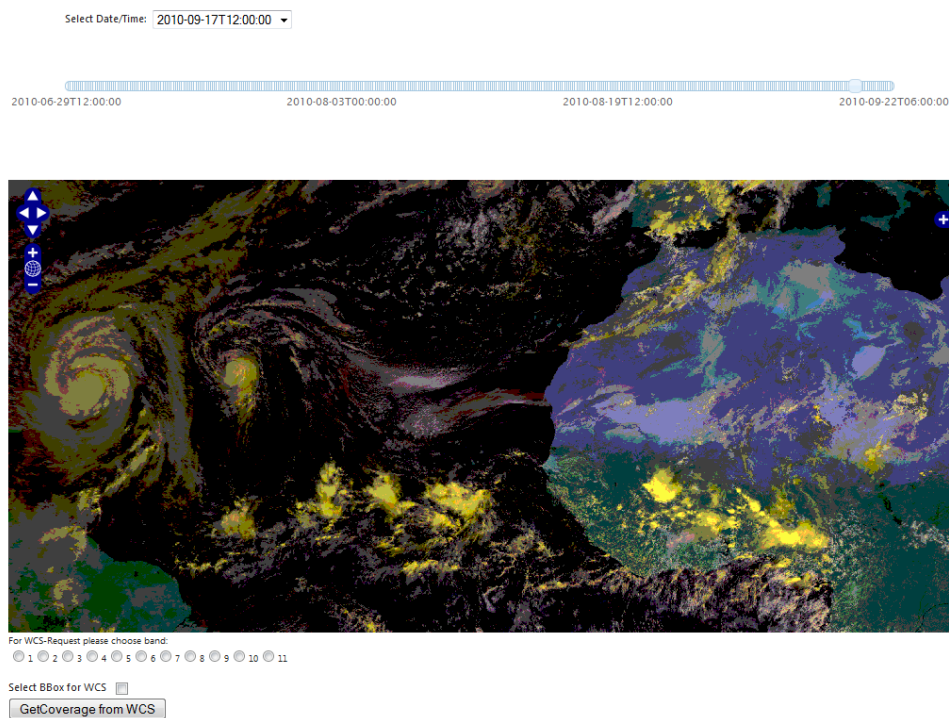 Select Date/Time: 2010-09-17T12:00:00
2010-06-29T12:00:00 2010-08-03T00:00:00 2010-08-19T12:00:00 2010-09-22T06:00:00
For WCS-Request please choose band:
1 2 3 4 5 6 7 8 9 10 11
Select BBox for WCS
GetCoverage from WCS